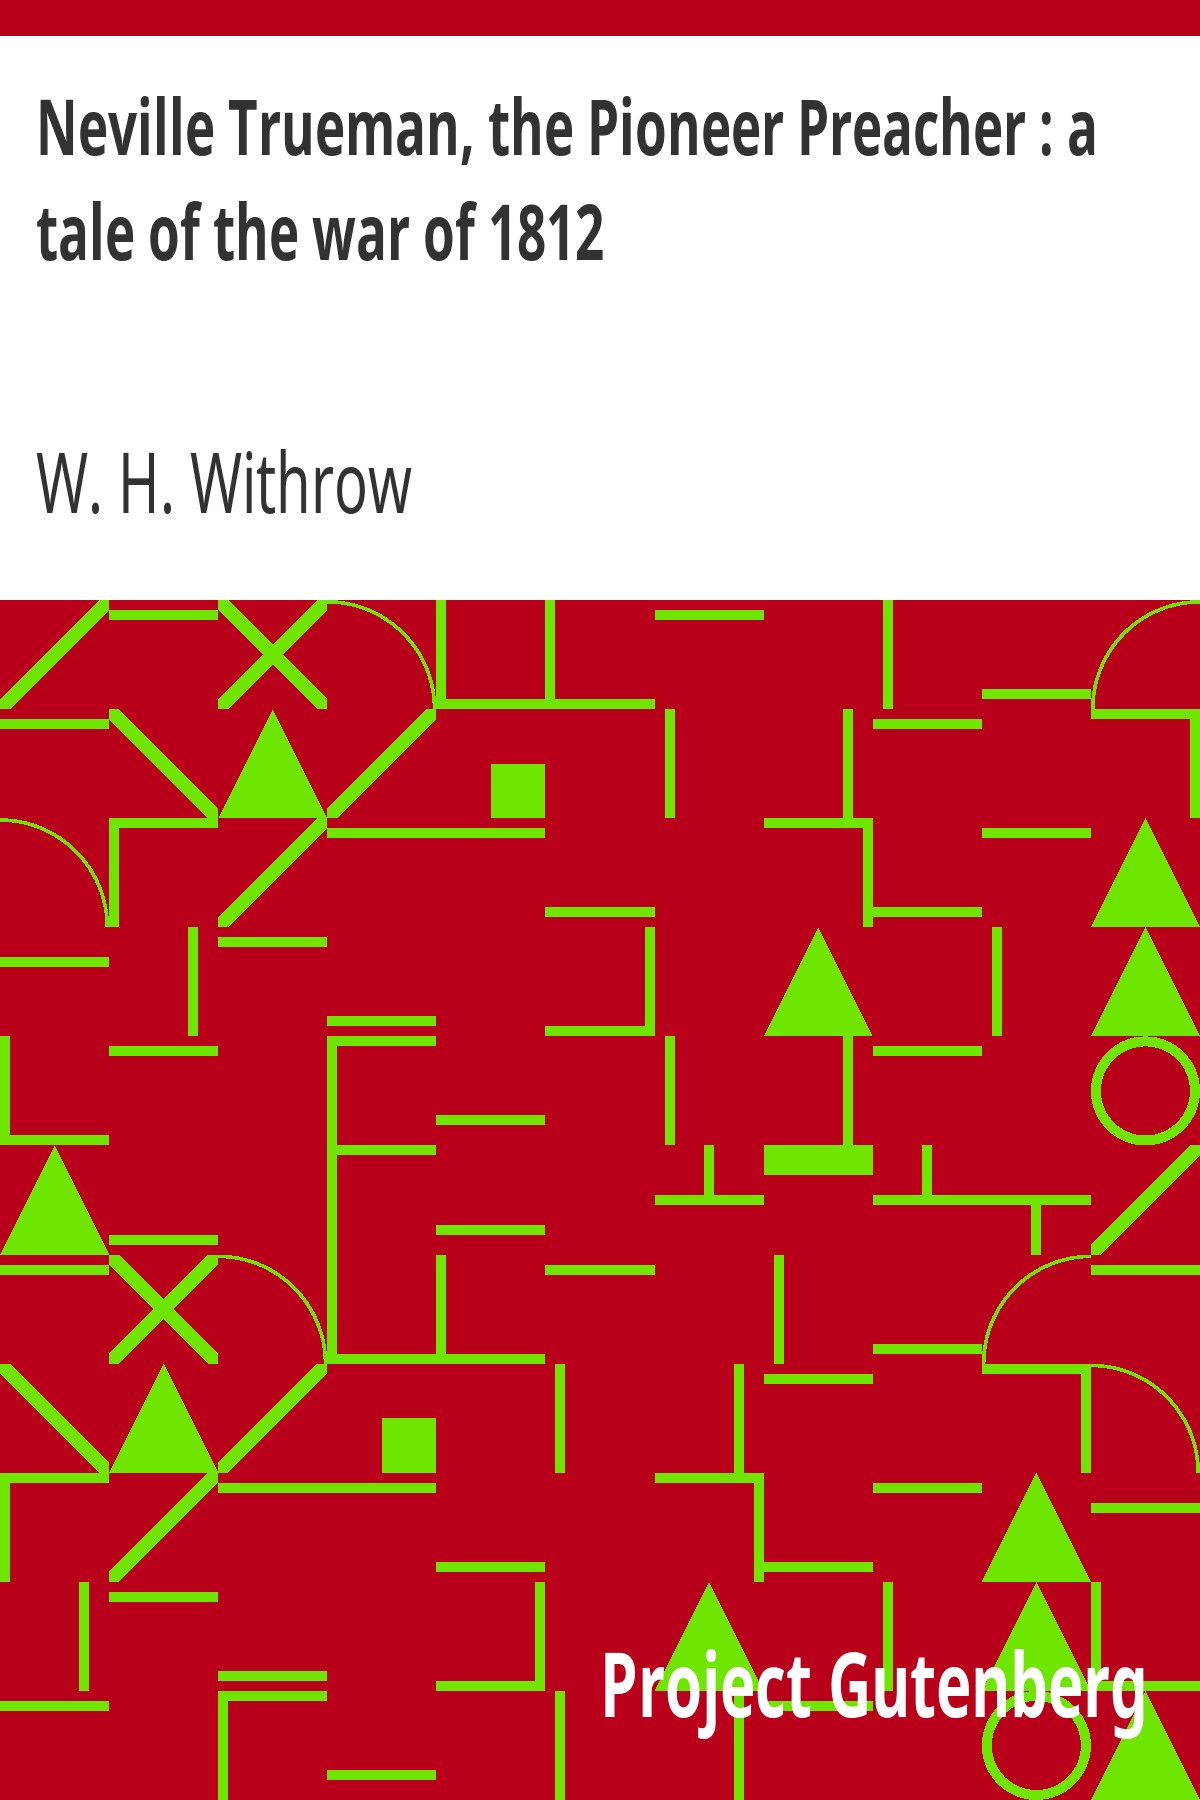 Neville Trueman, the Pioneer Preacher : a
tale of the war of 1812
W. H. Withrow
Project Gutenberg